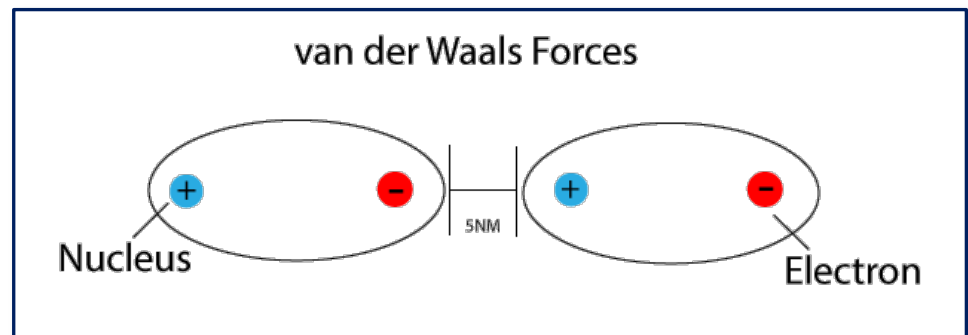 van der Waals Forces
+ - + -
5NM
Nucleus
Electron